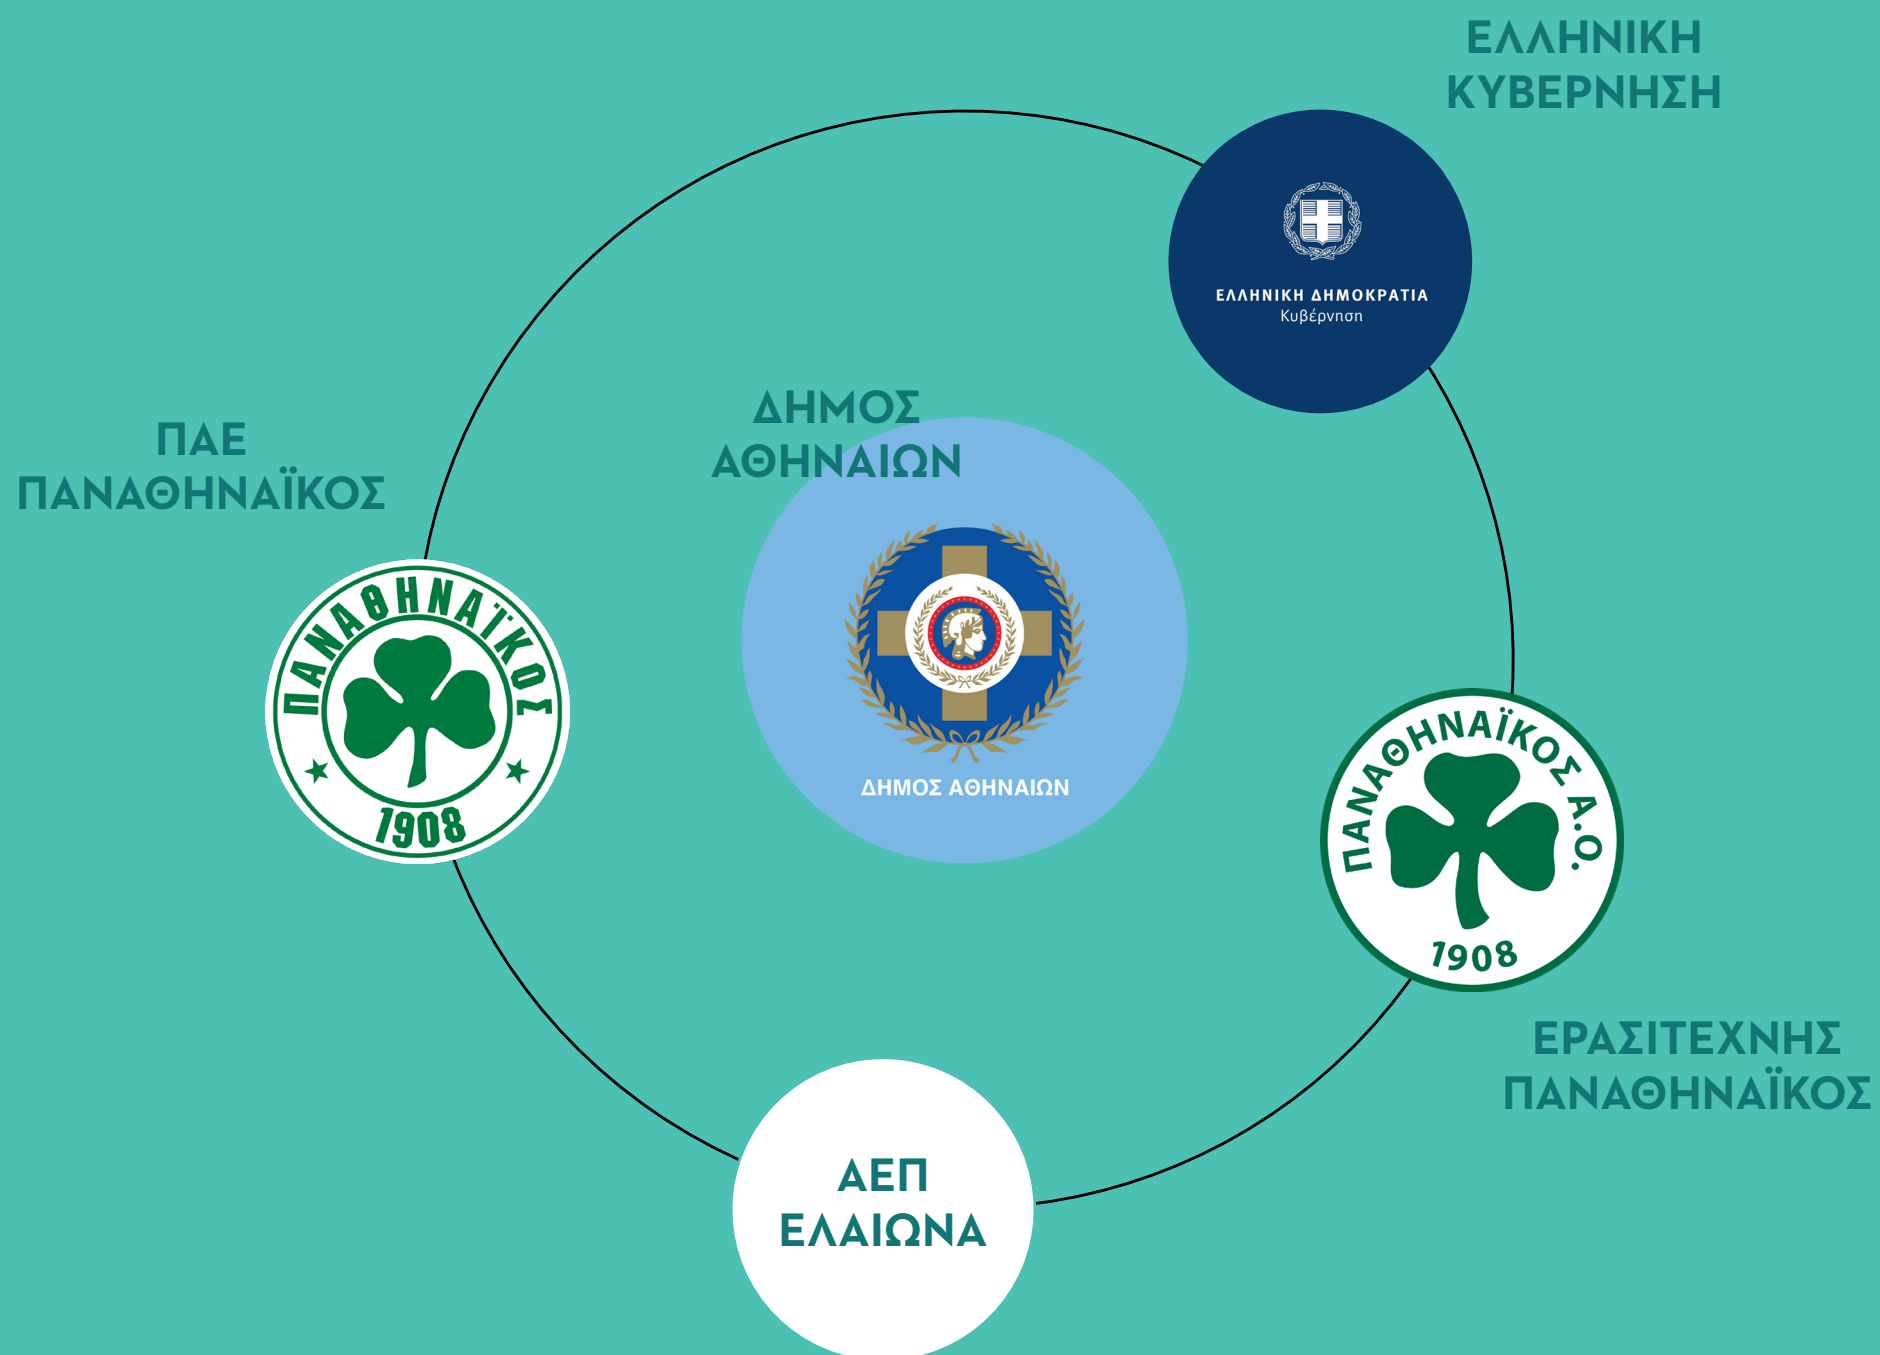 ΕΛΛΗΝΙΚΗ
ΚΥΒΕΡΝΗΣΗ
ΕΛΛΗΝΙΚΗ ΔΗΜΟΚΡΑΤΙΑ
Κυβέρνηση
ΔΗΜΟΣ
ΑΘΗΝΑΙΩΝ
ΔΗΜΟΣ ΑΘΗΝΑΙΩΝ
ΠΑΕ
ΠΑΝΑΘΗΝΑΪΚΟΣ
ΠΑΝΑΘΗΝΑΪΚΟΣ
1908
ΠΑΝΑΘΗΝΑΪΚΟΣ Α.Ο.
1908
ΕΡΑΣΙΤΕΧΝΗΣ
ΠΑΝΑΘΗΝΑΪΚΟΣ
ΑΕΠ
ΕΛΑΙΩΝΑ